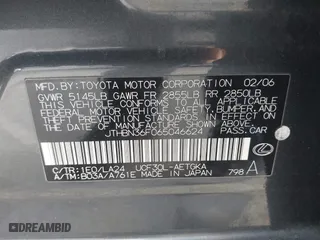 MFD.BY:TOYOTA MOTOR CORPORATION 02/06
GVWR 5145LB GAWR FR 2855LB RR 2850LB
THIS VEHICLE CONFORMS TO ALL APPLICABLE
FEDERAL MOTOR VEHICLE SAFETY, BUMPER, AND
THEFT PREVENTION STANDARDS IN EFFECT ON
THE DATE OF MANUFACTURE SHOWN ABOVE.
JTHBN36F065046624
PASS. CAR
C/TR:1E0/LA24 UCF30L-AETGKA
A/TM:B03A/A761E MADE IN JAPAN 798 A